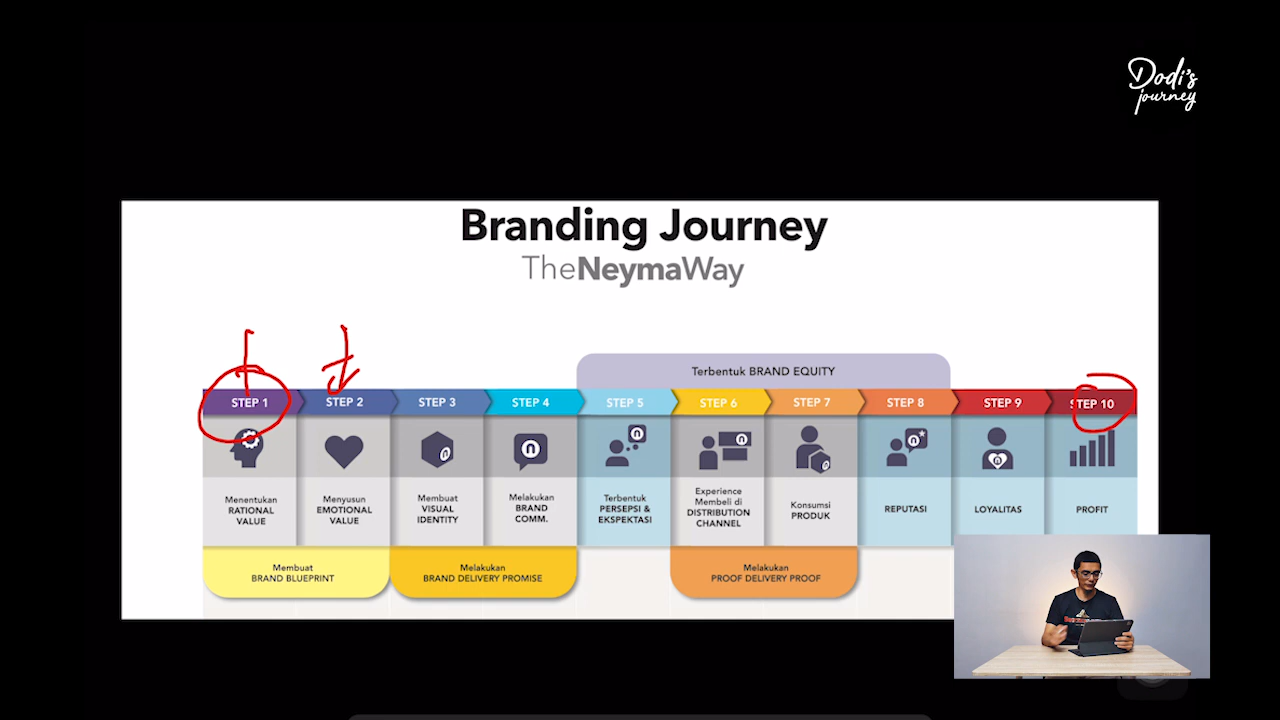 Dodi's
journey
Branding Journey
TheNeymaWay
Terbentuk BRAND EQUITY
STEP 1
STEP 2
STEP 3
STEP 4
STEP 5
STEP 6
STEP 7
STEP 8
STEP 9
STEP 10
Menentukan
RATIONAL
VALUE
Menyusun
EMOTIONAL
VALUE
Membuat
VISUAL
IDENTITY
Melakukan
BRAND
COMM.
Terbentuk
PERSEPSI &
EKSPEKTASI
Experience
Membeli di
DISTRIBUTION
CHANNEL
Konsumsi
PRODUK
REPUTASI
LOYALITAS
PROFIT
Membuat
BRAND BLUEPRINT
Melakukan
BRAND DELIVERY PROMISE
Melakukan
PROOF DELIVERY PROOF